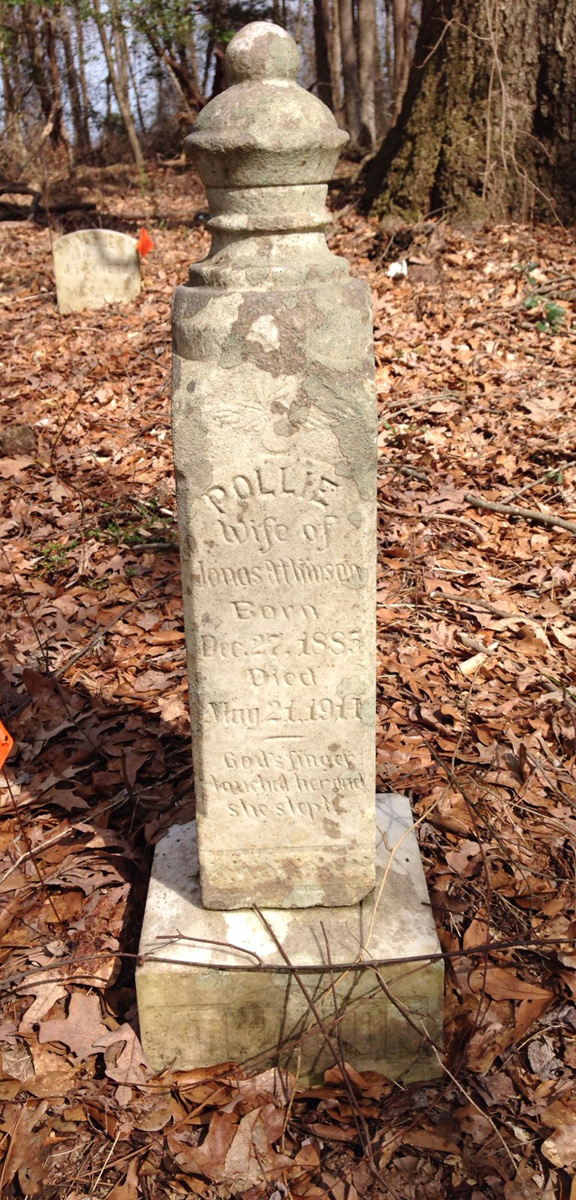 POLLIE
Wife of
Jonas Atkinson
Born
Dec. 27, 1885
Died
May 21, 1911
God's finger
touched her and
she slept